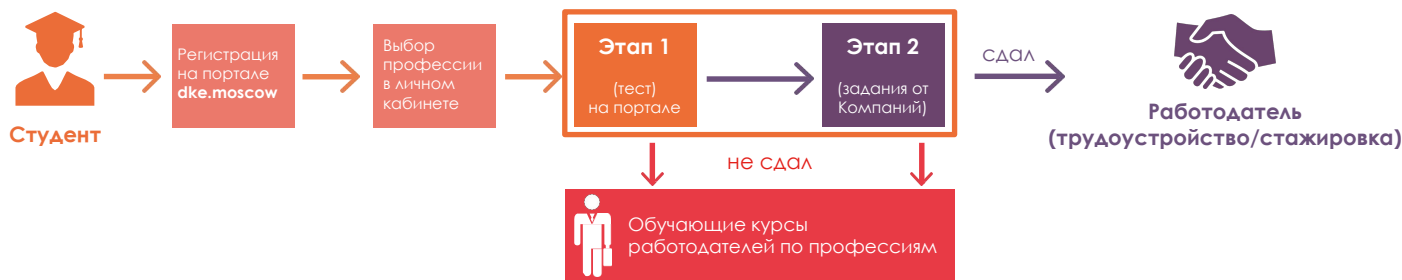 Студент
Регистрация
на портале
dke.moscow
Выбор
профессии
в личном
кабинете
Этап 1
(тест)
на портале
Этап 2
(задания от
Компаний)
сдал
Работодатель
(трудоустройство/стажировка)
не сдал
Обучающие курсы
работодателей по профессиям